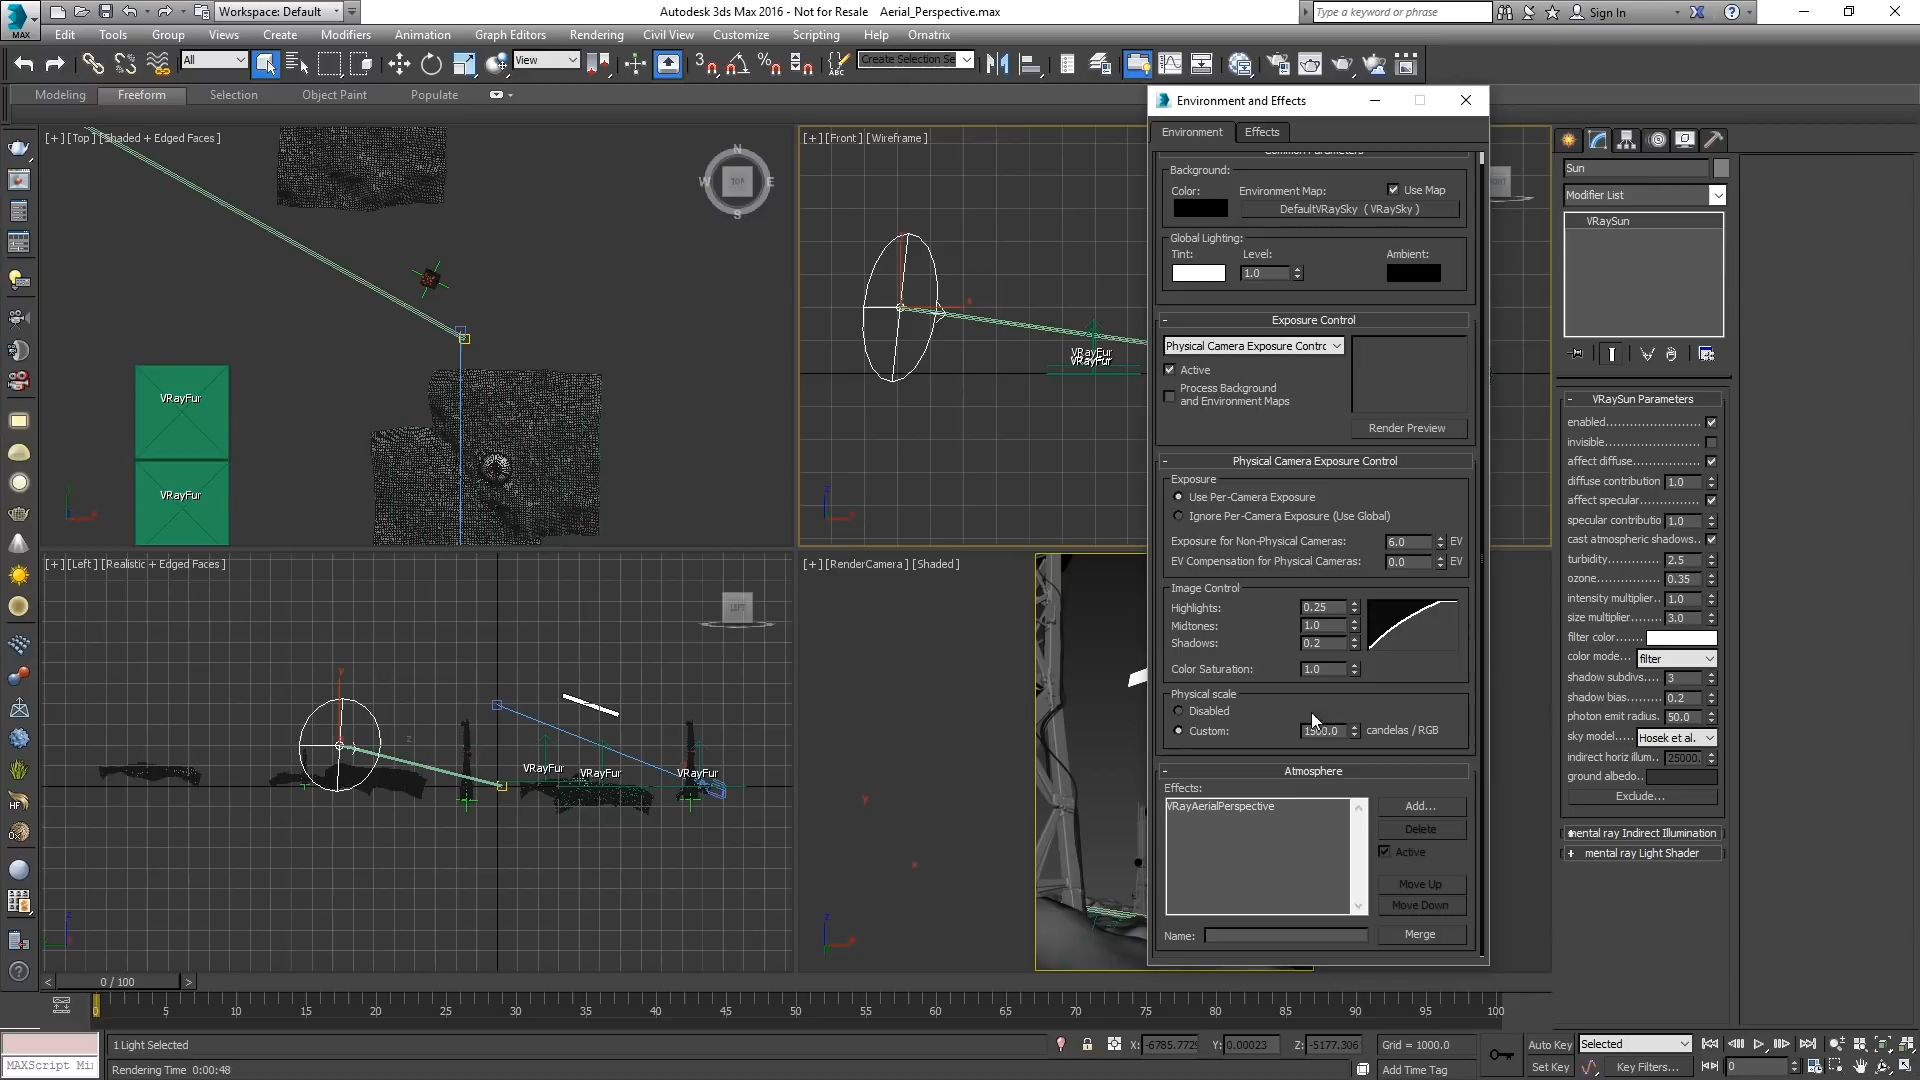 Workspace: Default
Autodesk 3ds Max 2016 - Not for Resale   Aerial_Perspective.max
Type a keyword or phrase
Sign In
MAX
Edit Tools Group Views Create Modifiers Animation Graph Editors Rendering Civil View Customize Scripting Help Ornatrix
All
View
Create Selection Se
Modeling Freeform Selection Object Paint Populate
[+] [Top] [Shaded + Edged Faces]
N
W TOP E
S
VRayFur
VRayFur
[+] [Front] [Wireframe]
VRayFur
VRayFur
[+] [Left] [Realistic + Edged Faces]
LEFT
VRayFur
VRayFur
VRayFur
[+] [RenderCamera] [Shaded]
Environment and Effects
Environment Effects
Common Parameters
Background:
Color: Environment Map: Use Map
DefaultVRaySky ( VRaySky )
Global Lighting:
Tint: Level: Ambient:
1.0
- Exposure Control
Physical Camera Exposure Contrc
Active
Process Background
and Environment Maps
Render Preview
- Physical Camera Exposure Control
Exposure
Use Per-Camera Exposure
Ignore Per-Camera Exposure (Use Global)
Exposure for Non-Physical Cameras: 6.0 EV
EV Compensation for Physical Cameras: 0.0 EV
Image Control
Highlights: 0.25
Midtones: 1.0
Shadows: 0.2
Color Saturation: 1.0
Physical scale
Disabled
Custom: 1500.0 candelas / RGB
- Atmosphere
Effects:
VRayAerialPerspective
Add...
Delete
Active
Move Up
Move Down
Name: Merge
Sun
Modifier List
VRaySun
- VRaySun Parameters
enabled
invisible
affect diffuse
diffuse contribution 1.0
affect specular
specular contributio 1.0
cast atmospheric shadows..
turbidity 2.5
ozone 0.35
intensity multiplier.. 1.0
size multiplier 3.0
filter color
color mode... filter
shadow subdivs.... 3
shadow bias... 0.2
photon emit radius. 50.0
sky model..... Hosek et al.
indirect horiz illum.. 25000.
ground albedo..
Exclude...
mental ray Indirect Illumination
+ mental ray Light Shader
< 0 / 100 >
0 5 10 15 20 25 30 35 40 45 50 55 60 65 70 75 80 85 90 95 100
1 Light Selected
X: -6785.772 Y: 0.00023 Z: -5177.306 Grid = 1000.0
Auto Key Selected
MAXScript Mi
Rendering Time 0:00:48
Add Time Tag
Set Key Key Filters... 0